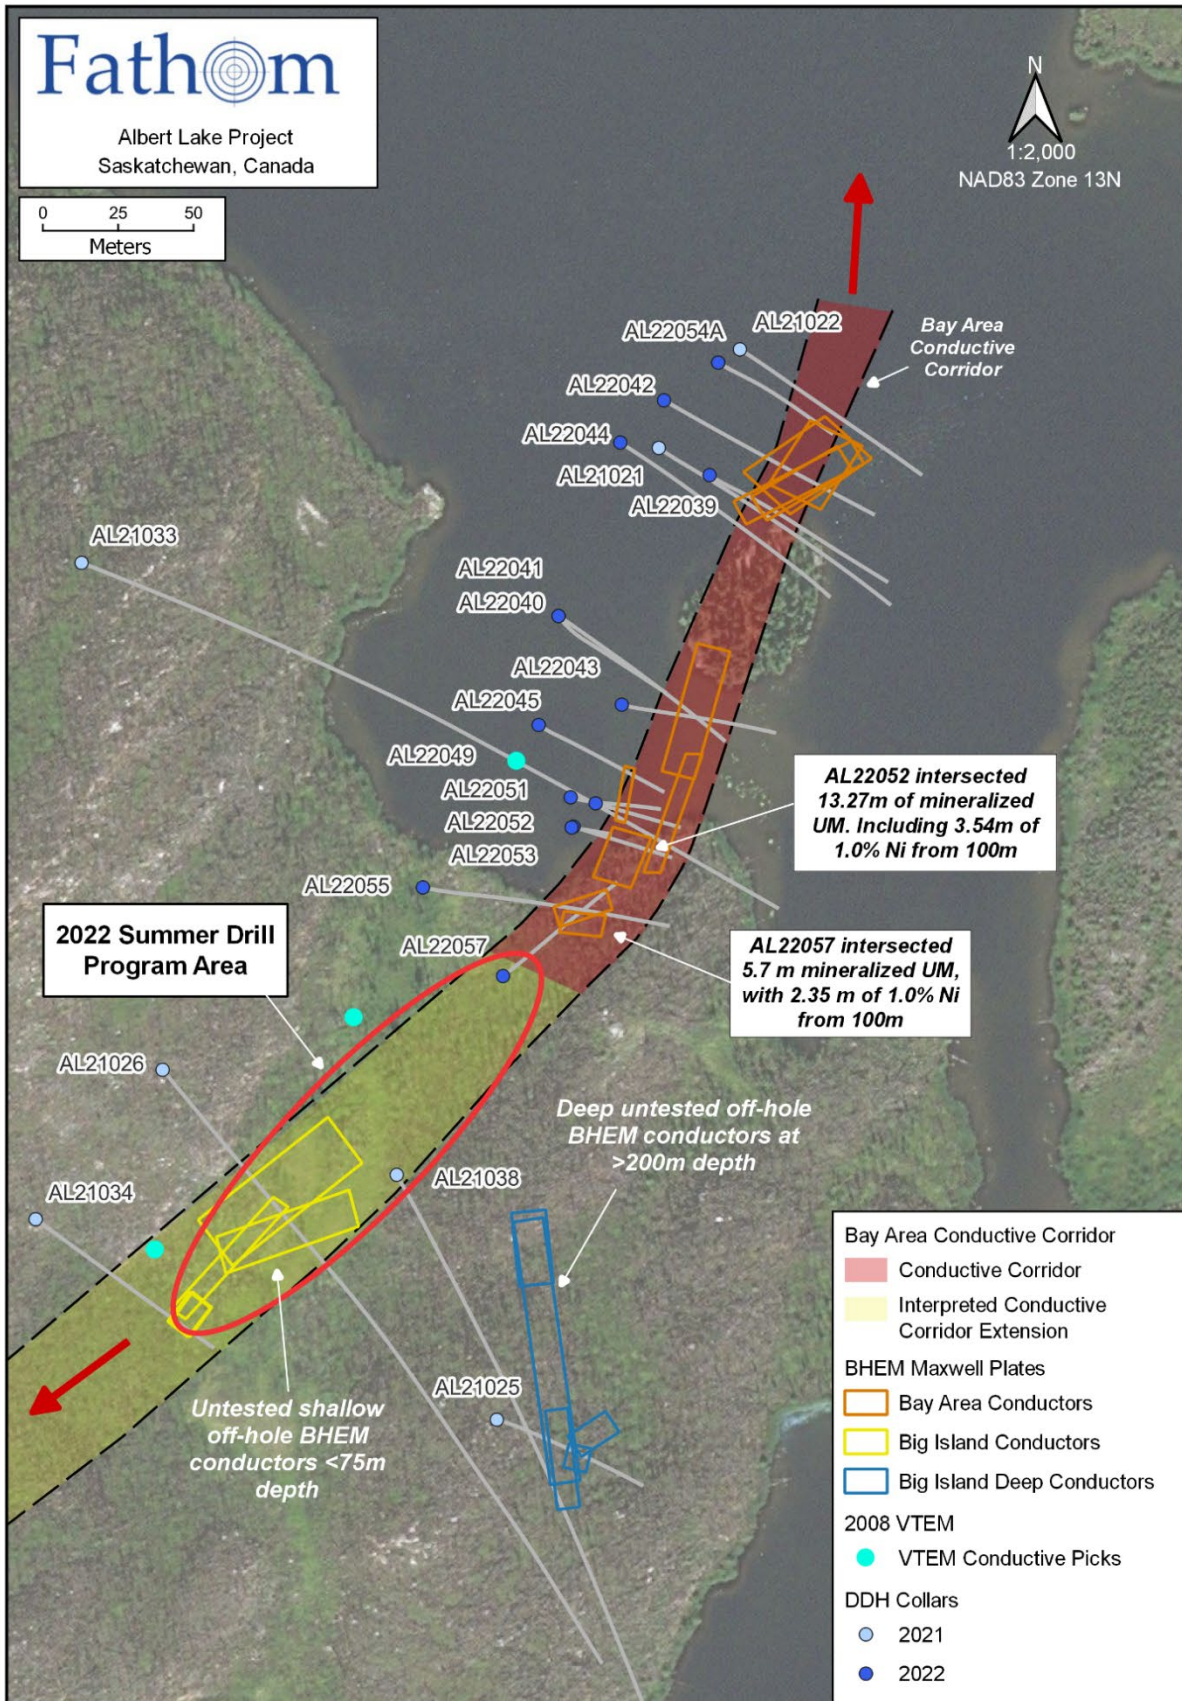 Fathom
Albert Lake Project
Saskatchewan, Canada
0 25 50
Meters
N
1:2,000
NAD83 Zone 13N
AL21022
AL22054A
Bay Area
Conductive
Corridor
AL22042
AL22044
AL21021
AL22039
AL21033
AL22041
AL22040
AL22043
AL22045
AL22049
AL22051
AL22052
AL22053
AL22052 intersected
13.27m of mineralized
UM. Including 3.54m of
1.0% Ni from 100m
AL22055
2022 Summer Drill
Program Area
AL22057
AL22057 intersected
5.7 m mineralized UM,
with 2.35 m of 1.0% Ni
from 100m
AL21026
Deep untested off-hole
BHEM conductors at
>200m depth
AL21038
AL21034
AL21025
Untested shallow
off-hole BHEM
conductors <75m
depth
Bay Area Conductive Corridor
Conductive Corridor
Interpreted Conductive
Corridor Extension
BHEM Maxwell Plates
Bay Area Conductors
Big Island Conductors
Big Island Deep Conductors
2008 VTEM
VTEM Conductive Picks
DDH Collars
2021
2022